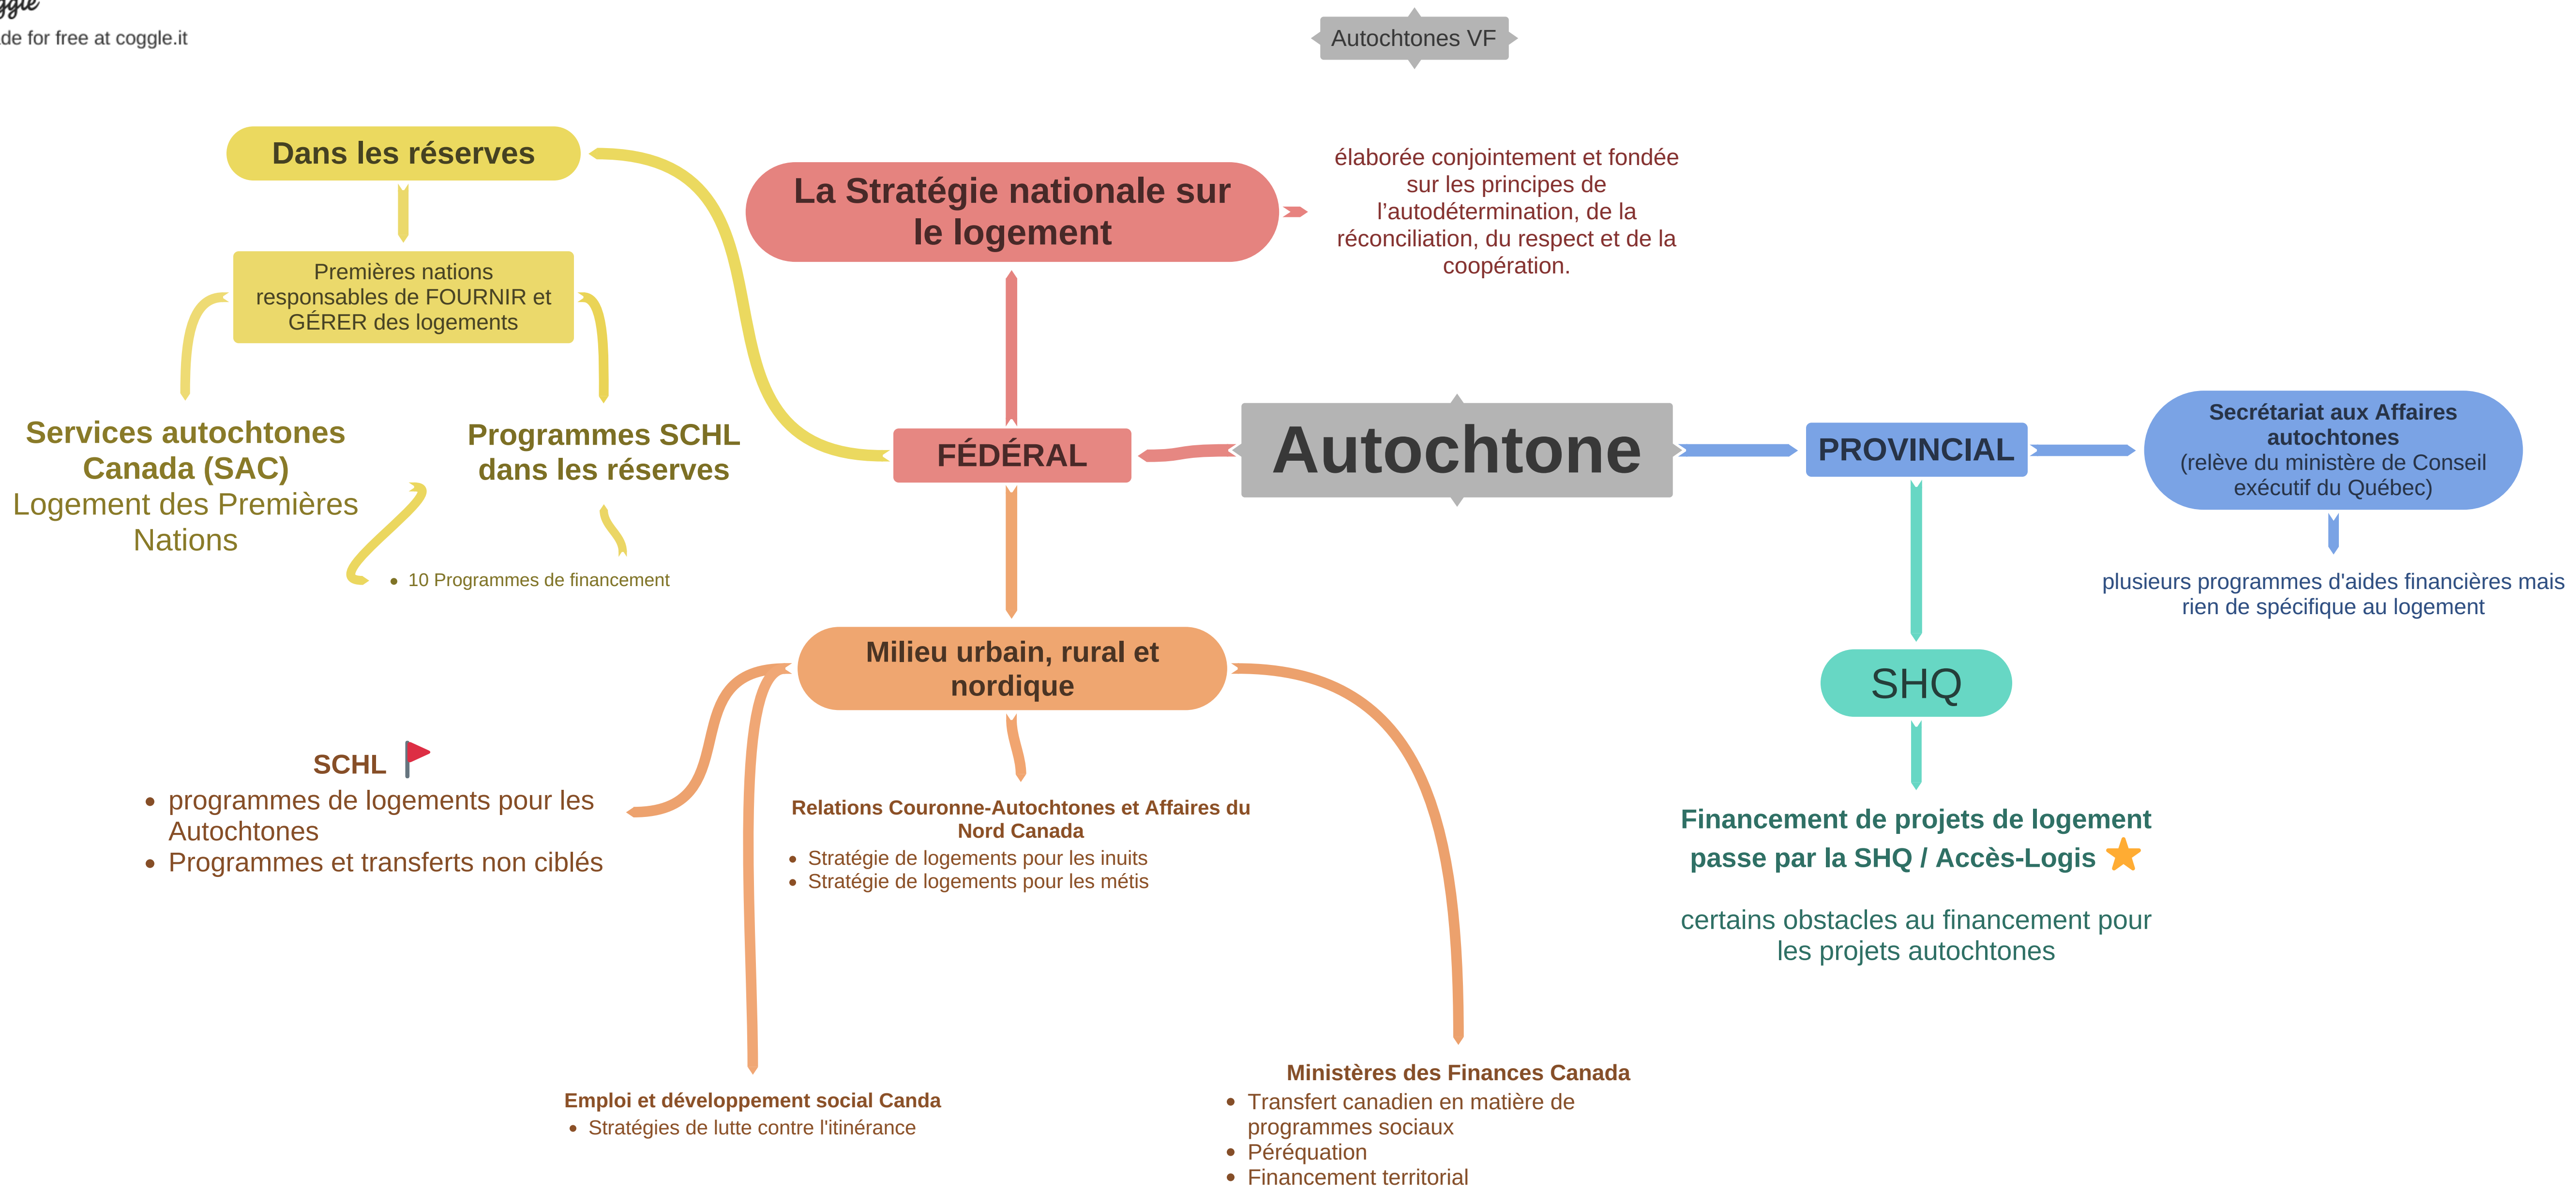 ade for free at coggle.it
Autochtones VF
Dans les réserves
Premières nations
responsables de FOURNIR et
GÉRER des logements
Services autochtones
Canada (SAC)
Logement des Premières
Nations
Programmes SCHL
dans les réserves
• 10 Programmes de financement
La Stratégie nationale sur
le logement
élaborée conjointement et fondée
sur les principes de
l’autodétermination, de la
réconciliation, du respect et de la
coopération.
FÉDÉRAL
Autochtone
PROVINCIAL
Secrétariat aux Affaires
autochtones
(relève du ministère de Conseil
exécutif du Québec)
plusieurs programmes d'aides financières mais
rien de spécifique au logement
Milieu urbain, rural et
nordique
SCHL
• programmes de logements pour les
Autochtones
• Programmes et transferts non ciblés
Relations Couronne-Autochtones et Affaires du
Nord Canada
• Stratégie de logements pour les inuits
• Stratégie de logements pour les métis
Emploi et développement social Canda
• Stratégies de lutte contre l'itinérance
Ministères des Finances Canada
• Transfert canadien en matière de
programmes sociaux
• Péréquation
• Financement territorial
SHQ
Financement de projets de logement
passe par la SHQ / Accès-Logis
certains obstacles au financement pour
les projets autochtones